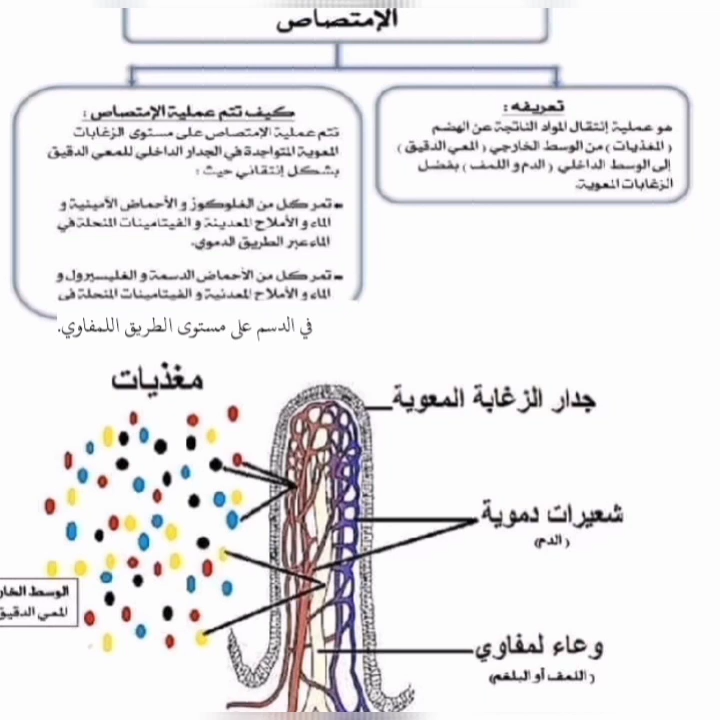 الإمتصاص
تعريفه :
هو عملية إنتقال المواد الناتجة عن الهضم
( المغذيات ) من الوسط الخارجي ( المعي الدقيق )
إلى الوسط الداخلي ( الدم و اللمف ) بفضل
الزغابات المعوية.
كيف تتم عملية الإمتصاص :
تتم عملية الإمتصاص على مستوى الزغابات
المعوية المتواجدة في الجدار الداخلي للمعي الدقيق
بشكل إنتقائي حيث :
- تمر كل من الغلوكوز و الأحماض الأمينية و
الماء و الأملاح المعدنية و الفيتامينات المنحلة في
الماء عبر الطريق الدموي.
- تمر كل من الأحماض الدسمة و الغليسيرول و
الماء و الأملاح المعدنية و الفيتامينات المنحلة في
في الدسم على مستوى الطريق اللمفاوي.
مغذيات
جدار الزغابة المعوية
شعيرات دموية
( الدم )
الوسط الخار
المعي الدقيق
وعاء لمفاوي
( اللمف أو البلغم )